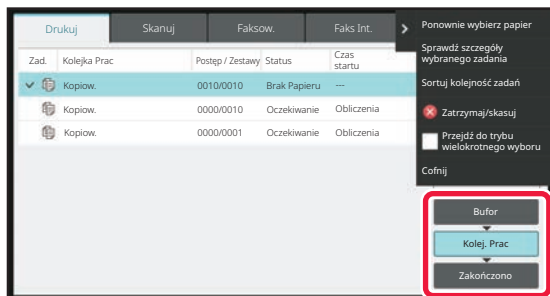 Drukuj Skanuj Faksow. Faks Int.
Zad. Kolejka Prac Postęp / Zestawy Status Czas startu
Kopiow. 0010/0010 Brak Papieru ---
Kopiow. 0000/0010 Oczekiwanie Obliczenia
Kopiow. 0000/0001 Oczekiwanie Obliczenia
Ponownie wybierz papier
Sprawdź szczegóły
wybranego zadania
Sortuj kolejność zadań
Zatrzymaj/skasuj
Przejdź do trybu
wielokrotnego wyboru
Cofnij
Bufor
Kolej. Prac
Zakończono